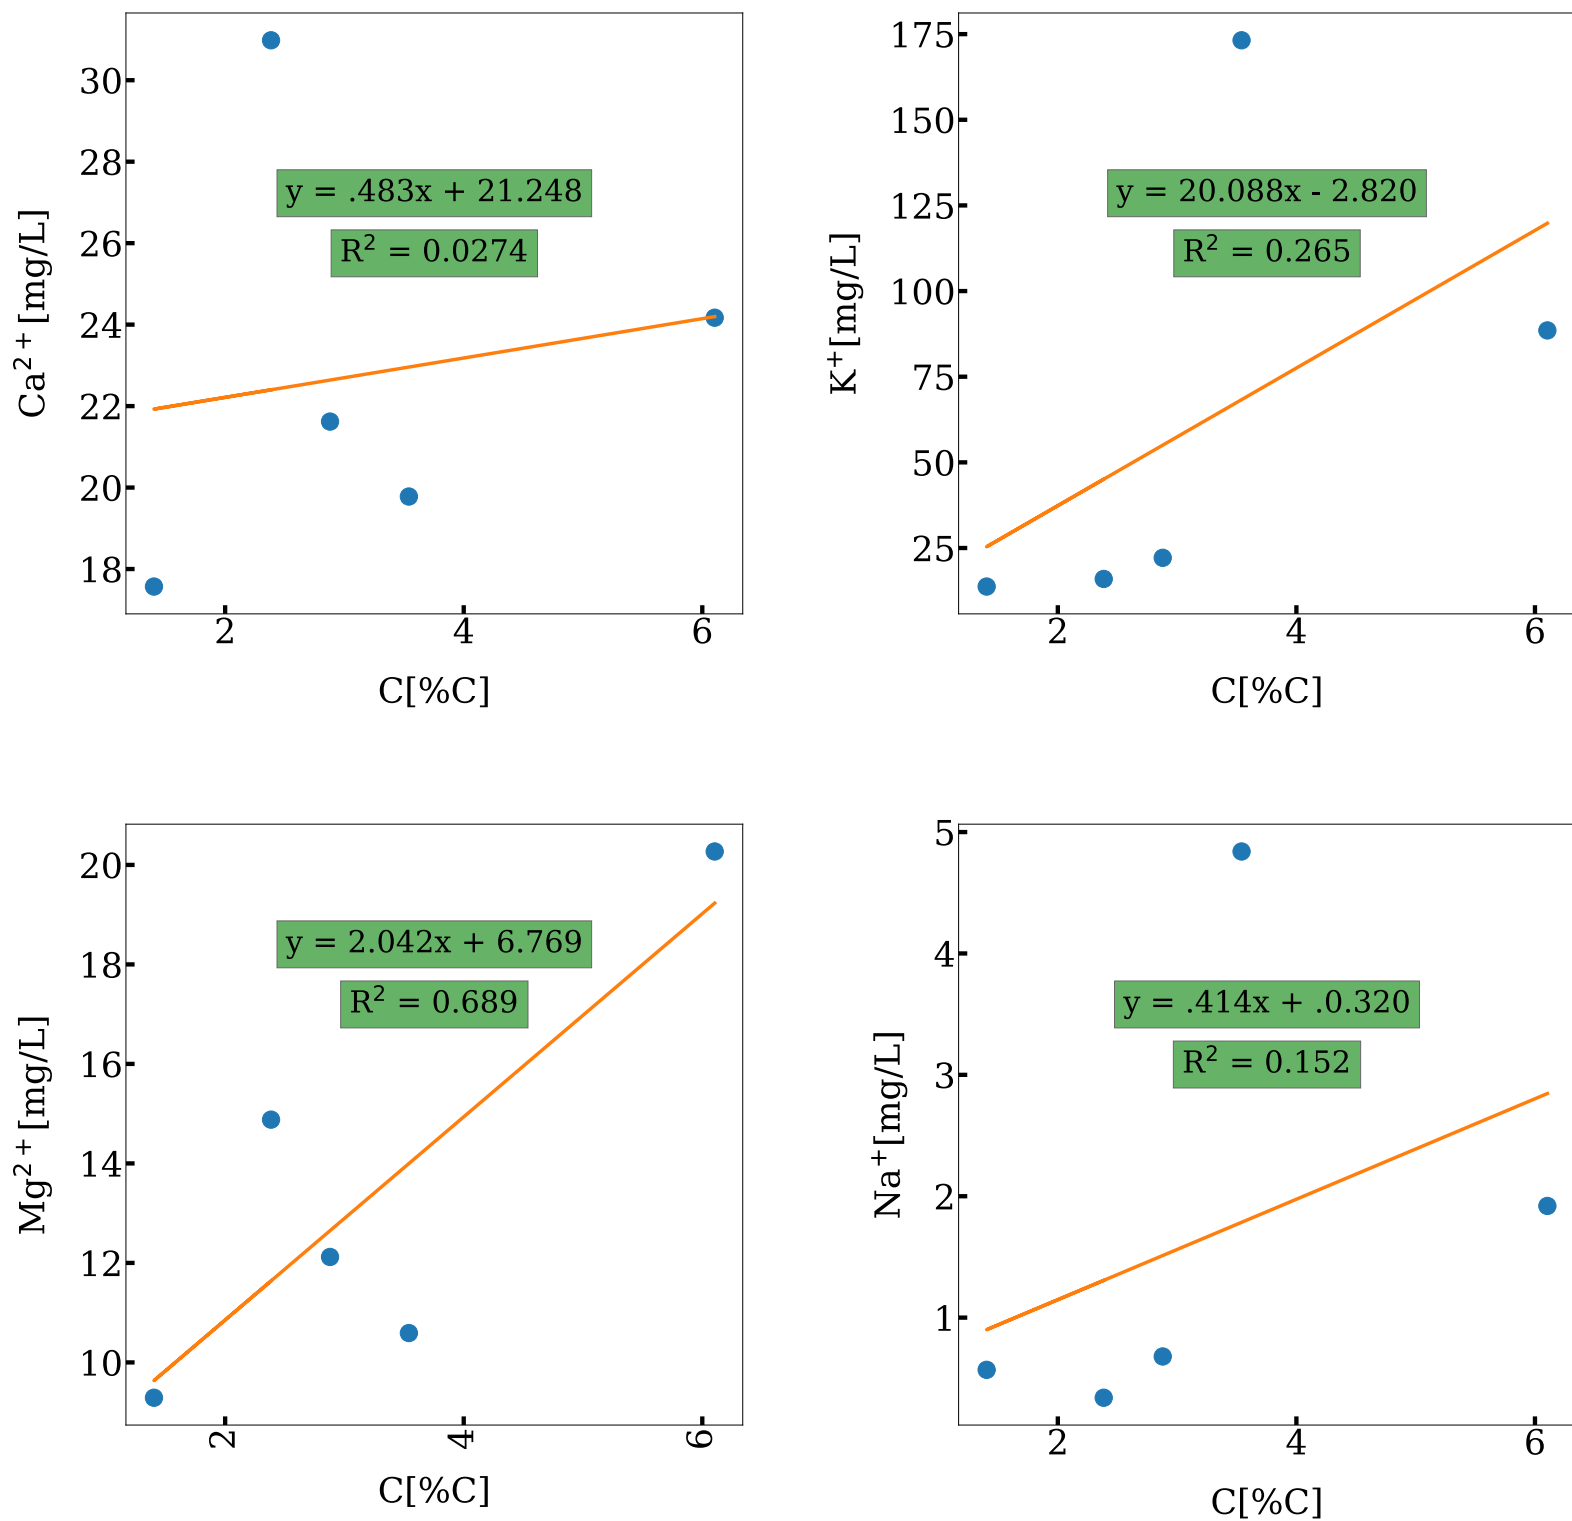 30
28
26
24
22
20
18
Ca²⁺[mg/L]
y = .483x + 21.248
R² = 0.0274
2 4 6
C[%C]
175
150
125
100
75
50
25
K⁺[mg/L]
y = 20.088x - 2.820
R² = 0.265
2 4 6
C[%C]
20
18
16
14
12
10
Mg²⁺[mg/L]
y = 2.042x + 6.769
R² = 0.689
2 4 6
C[%C]
5
4
3
2
1
Na⁺[mg/L]
y = .414x + .0.320
R² = 0.152
2 4 6
C[%C]